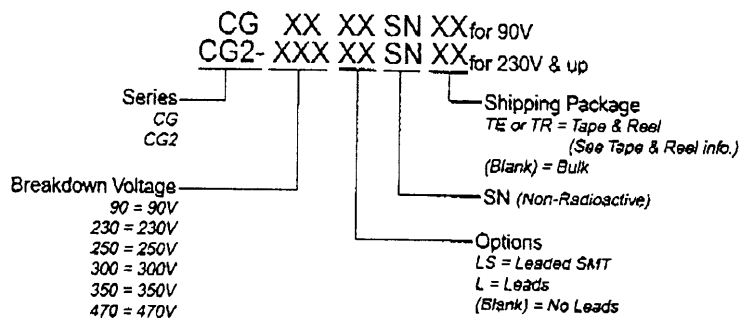 CG XX XX SN XX for 90V
CG2- XXX XX SN XX for 230V & up
Series
CG
CG2
Breakdown Voltage
90 = 90V
230 = 230V
250 = 250V
300 = 300V
350 = 350V
470 = 470V
Shipping Package
TE or TR = Tape & Reel
(See Tape & Reel info.)
(Blank) = Bulk
SN (Non-Radioactive)
Options
LS = Leaded SMT
L = Leads
(Blank) = No Leads